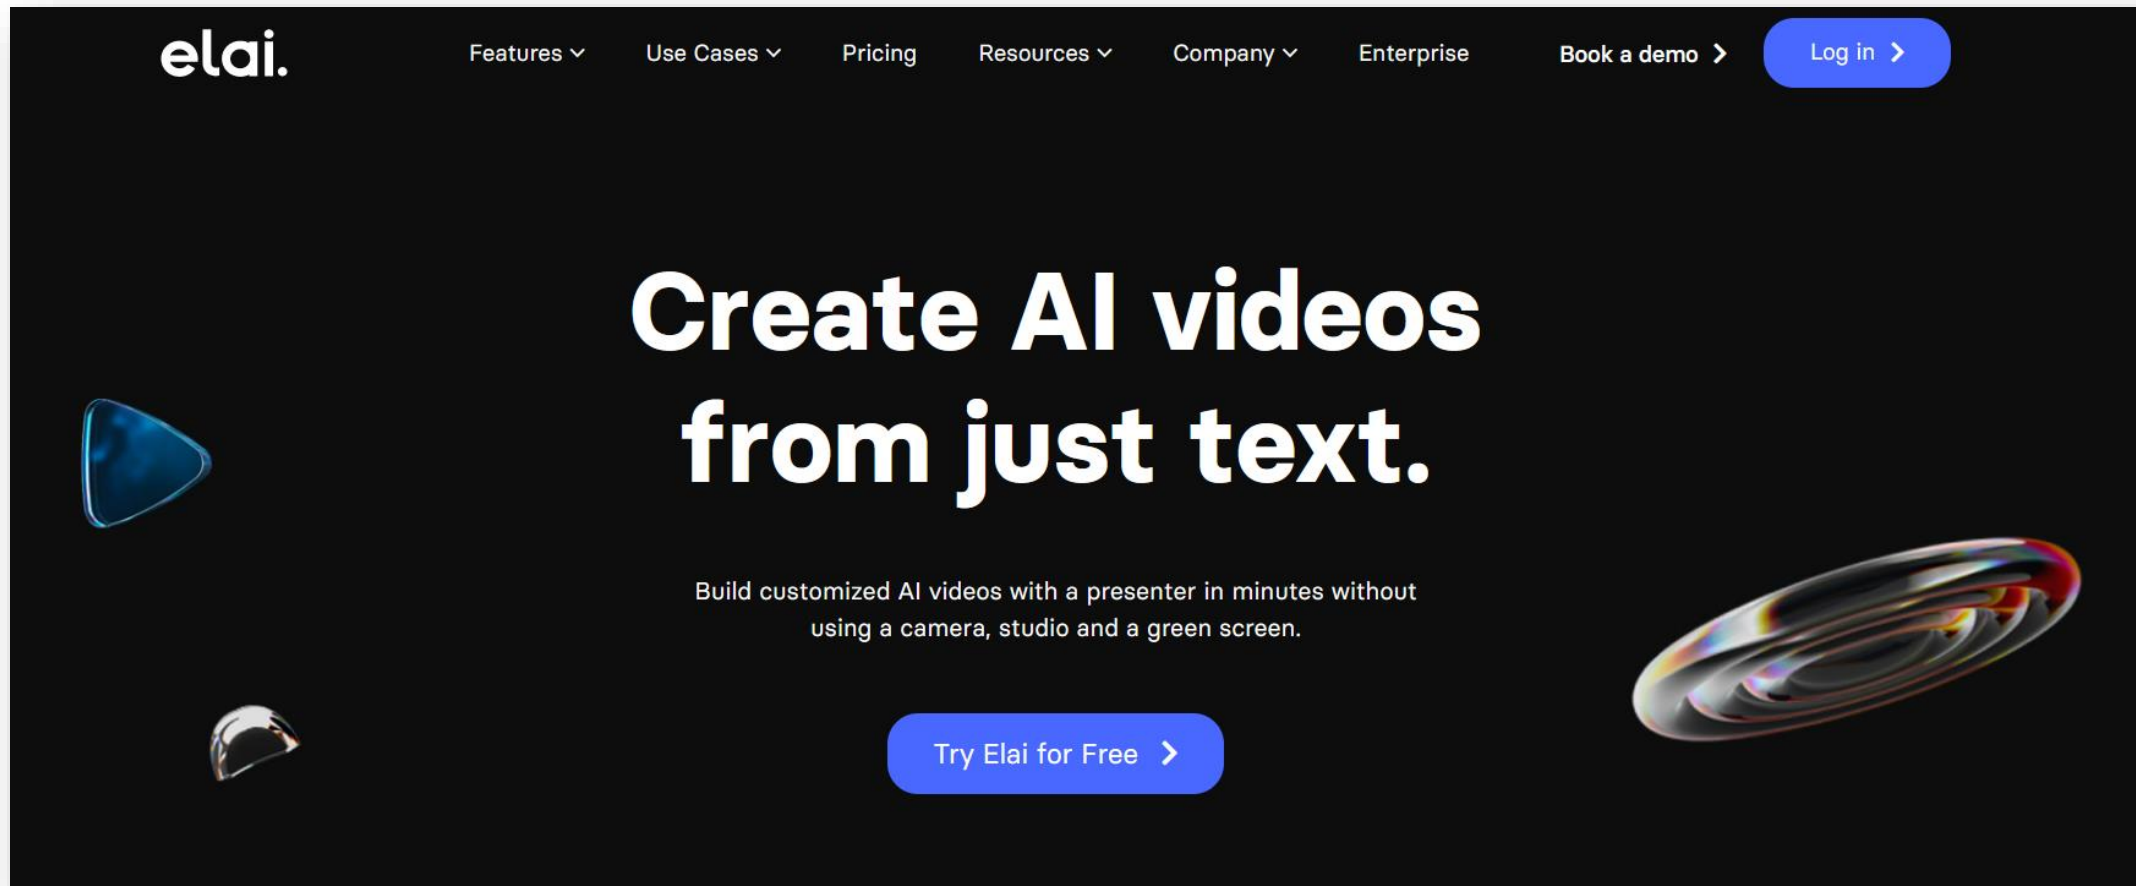 elai.
Features
Use Cases
Pricing
Resources
Company
Enterprise
Book a demo
Log in
Create AI videos
from just text.
Build customized AI videos with a presenter in minutes without
using a camera, studio and a green screen.
Try Elai for Free